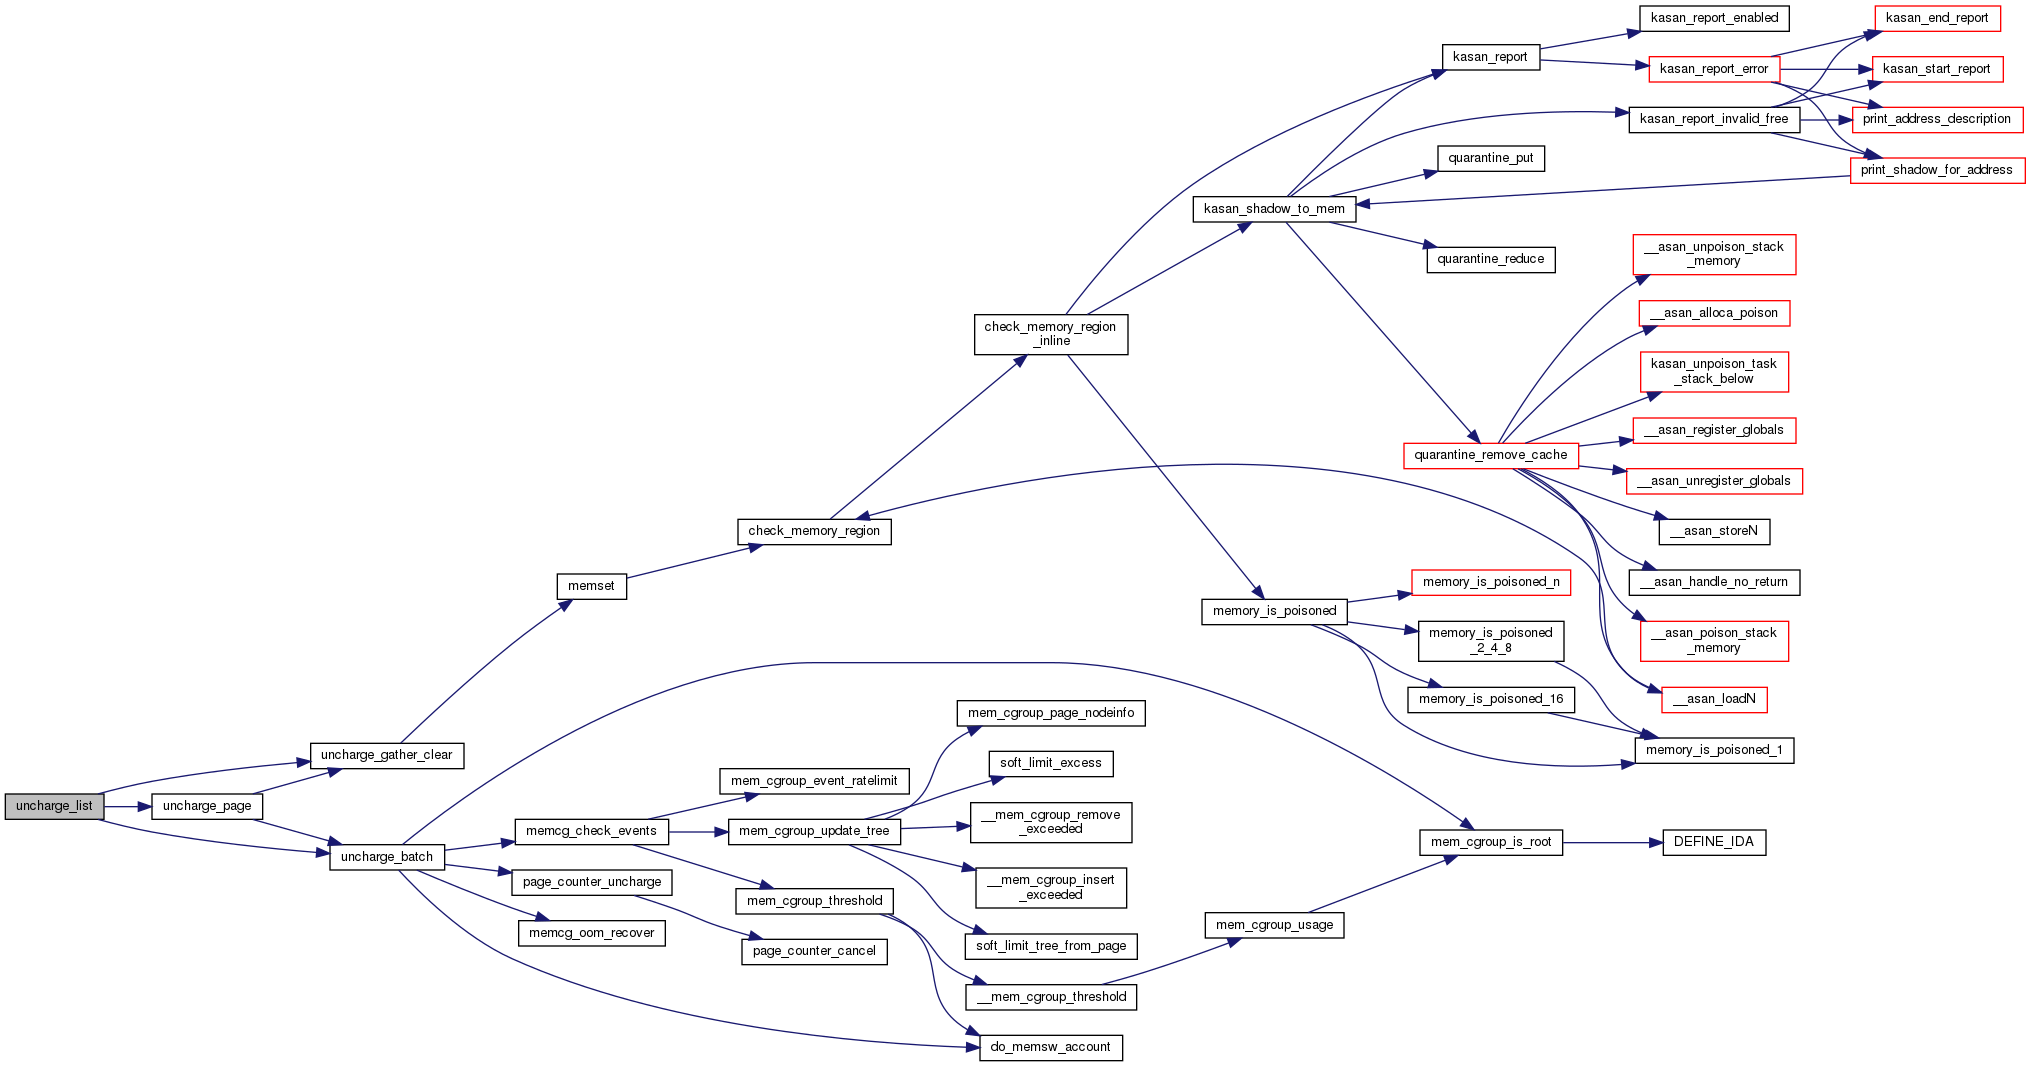 kasan_report_enabled
kasan_end_report
kasan_report
kasan_report_error
kasan_start_report
kasan_report_invalid_free
print_address_description
quarantine_put
print_shadow_for_address
kasan_shadow_to_mem
__asan_unpoison_stack
_memory
quarantine_reduce
__asan_alloca_poison
check_memory_region
_inline
kasan_unpoison_task
_stack_below
__asan_register_globals
quarantine_remove_cache
__asan_unregister_globals
check_memory_region
__asan_storeN
memset
memory_is_poisoned_n
__asan_handle_no_return
memory_is_poisoned
memory_is_poisoned
_2_4_8
__asan_poison_stack
_memory
memory_is_poisoned_16
__asan_loadN
mem_cgroup_page_nodeinfo
memory_is_poisoned_1
uncharge_gather_clear
soft_limit_excess
mem_cgroup_event_ratelimit
uncharge_list
uncharge_page
__mem_cgroup_remove
_exceeded
memcg_check_events
mem_cgroup_update_tree
mem_cgroup_is_root
DEFINE_IDA
uncharge_batch
page_counter_uncharge
__mem_cgroup_insert
_exceeded
mem_cgroup_threshold
mem_cgroup_usage
memcg_oom_recover
soft_limit_tree_from_page
page_counter_cancel
__mem_cgroup_threshold
do_memsw_account